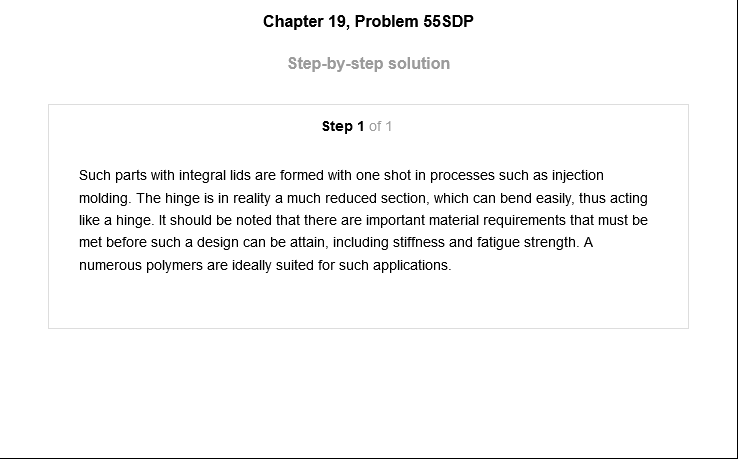 Chapter 19, Problem 55SDP
Step-by-step solution
Step 1 of 1
Such parts with integral lids are formed with one shot in processes such as injection
molding. The hinge is in reality a much reduced section, which can bend easily, thus acting
like a hinge. It should be noted that there are important material requirements that must be
met before such a design can be attain, including stiffness and fatigue strength. A
numerous polymers are ideally suited for such applications.